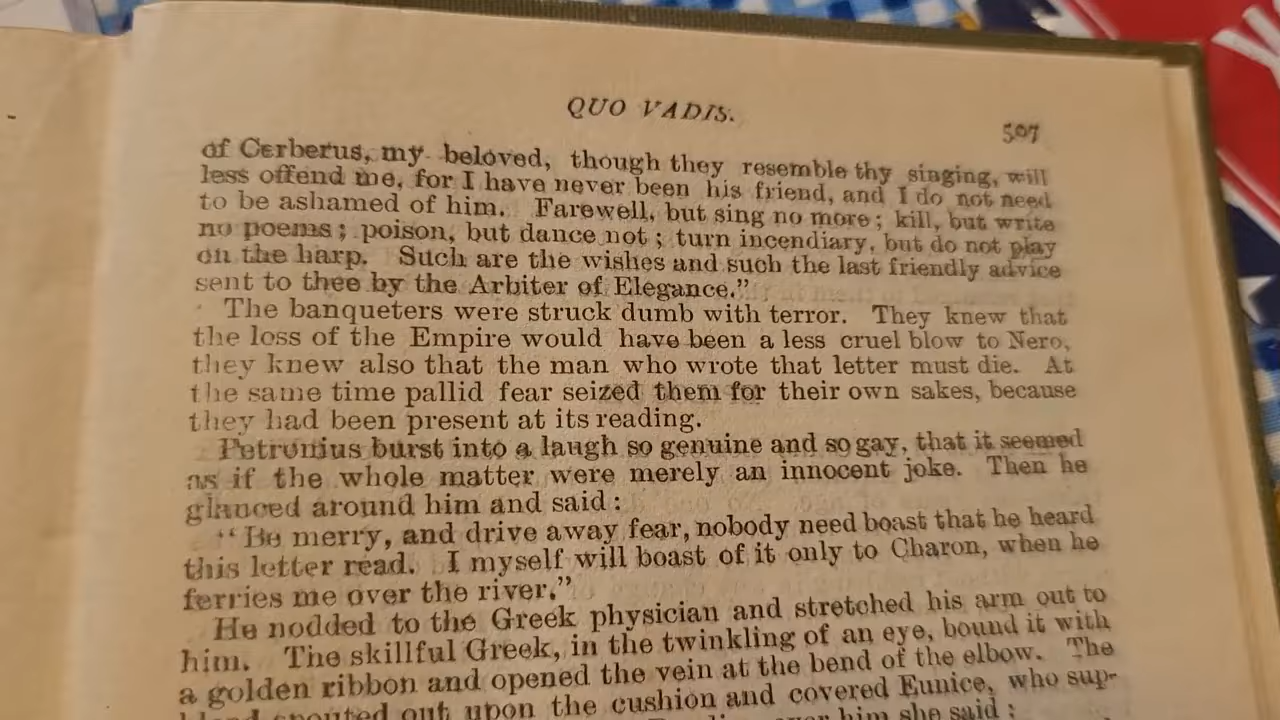 QUO VADIS.
507
of Cerberus, my beloved, though they resemble thy singing, will
less offend me, for I have never been his friend, and I do not need
to be ashamed of him. Farewell, but sing no more; kill, but write
no poems; poison, but dance not; turn incendiary, but do not play
on the harp. Such are the wishes and such the last friendly advice
sent to thee by the Arbiter of Elegance."
The banqueters were struck dumb with terror. They knew that
the loss of the Empire would have been a less cruel blow to Nero,
they knew also that the man who wrote that letter must die. At
the same time pallid fear seized them for their own sakes, because
they had been present at its reading.
Petronius burst into a laugh so genuine and so gay, that it seemed
as if the whole matter were merely an innocent joke. Then he
glanced around him and said:
"Be merry, and drive away fear, nobody need boast that he heard
this letter read. I myself will boast of it only to Charon, when he
ferries me over the river."
He nodded to the Greek physician and stretched his arm out to
him. The skillful Greek, in the twinkling of an eye, bound it with
a golden ribbon and opened the vein at the bend of the elbow. The
blood spouted out upon the cushion and covered Eunice, who sup-
over him she said: